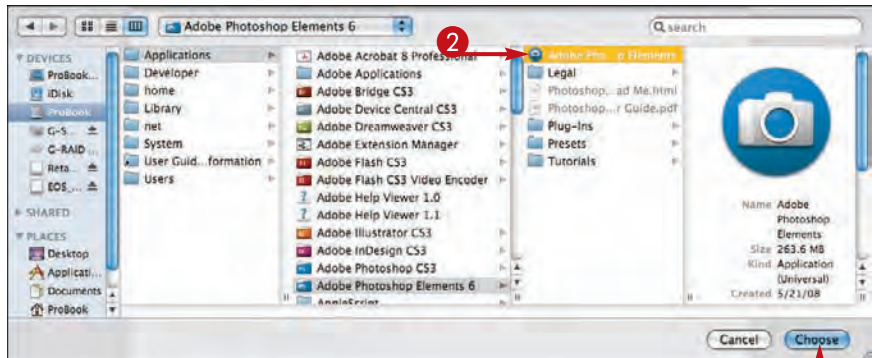 Adobe Photoshop Elements 6
search
2
DEVICES
ProBook...
iDisk
ProBook
G-S...
G-RAID ...
Reta...
EOS_...
SHARED
PLACES
Desktop
Applicati...
Documents
ProBook
Applications
Developer
home
Library
net
System
User Guid...formation
Users
Adobe Acrobat 8 Professional
Adobe Applications
Adobe Bridge CS3
Adobe Device Central CS3
Adobe Dreamweaver CS3
Adobe Extension Manager
Adobe Flash CS3
Adobe Flash CS3 Video Encoder
Adobe Help Viewer 1.0
Adobe Help Viewer 1.1
Adobe Illustrator CS3
Adobe InDesign CS3
Adobe Photoshop CS3
Adobe Photoshop Elements 6
AppleScript
Adobe Pho...p Elements
Legal
Photoshop...ad Me.html
Photoshop...r Guide.pdf
Plug-Ins
Presets
Tutorials
Name Adobe
Photoshop
Elements
Size 263.6 MB
Kind Application
(Universal)
Created 5/21/08
Cancel
Choose